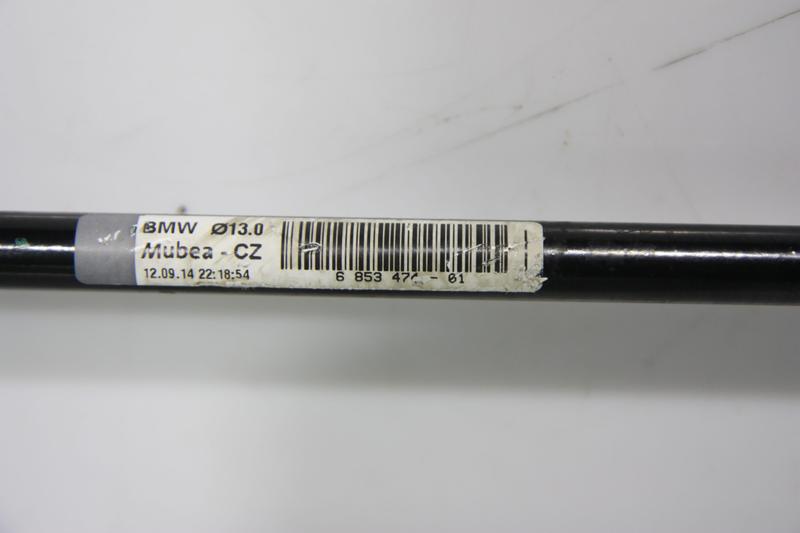 BMW Ø13.0
Mubea - CZ
12.09.14 22:18:54
6 853 - 01